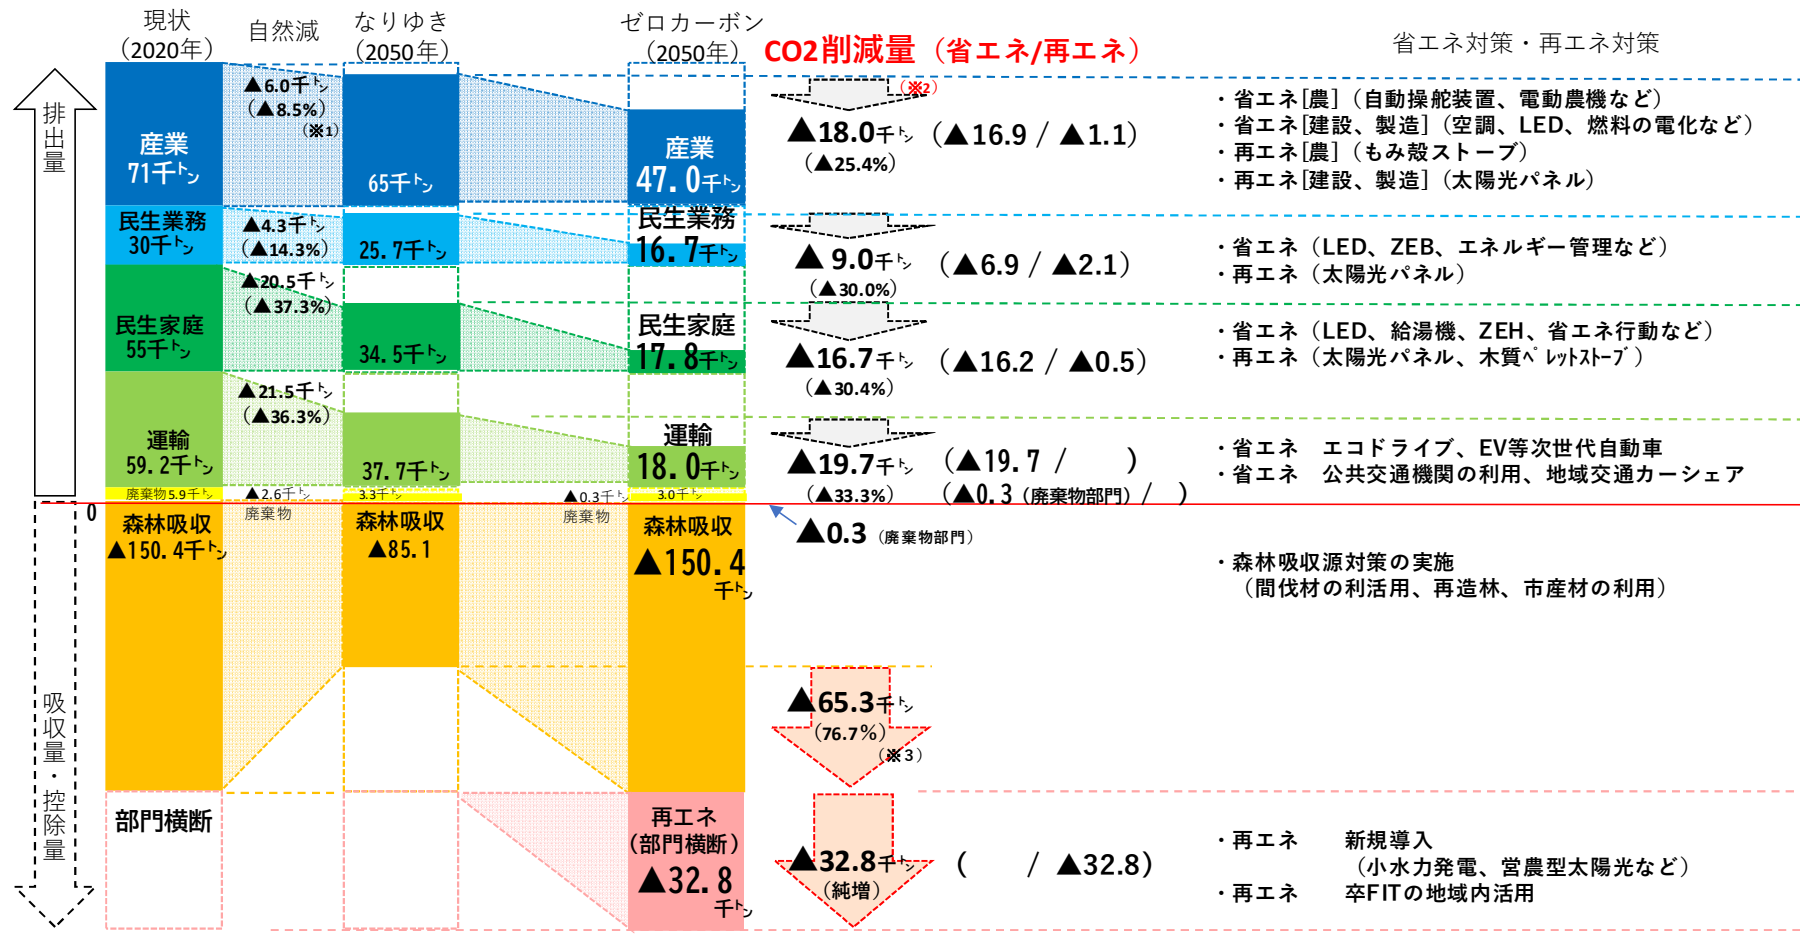 現状
（2020年）
自然減
なりゆき
（2050年）
ゼロカーボン
（2050年）
CO2削減量（省エネ/再エネ）
省エネ対策・再エネ対策
排出量
産業
71千㌧
▲6.0千㌧
（▲8.5%）
（※1）
65千㌧
産業
47.0千㌧
（※2）
▲18.0千㌧
（▲25.4%）
（▲16.9 / ▲1.1）
・省エネ[農]（自動操舵装置、電動農機など）
・省エネ[建設、製造]（空調、LED、燃料の電化など）
・再エネ[農]（もみ殻ストーブ）
・再エネ[建設、製造]（太陽光パネル）
民生業務
30千㌧
▲4.3千㌧
（▲14.3%）
25.7千㌧
民生業務
16.7千㌧
▲ 9.0千㌧
（▲30.0%）
（▲6.9 / ▲2.1）
・省エネ（LED、ZEB、エネルギー管理など）
・再エネ（太陽光パネル）
民生家庭
55千㌧
▲20.5千㌧
（▲37.3%）
34.5千㌧
民生家庭
17.8千㌧
▲16.7千㌧
（▲30.4%）
（▲16.2 / ▲0.5）
・省エネ（LED、給湯機、ZEH、省エネ行動など）
・再エネ（太陽光パネル、木質ﾍﾟﾚｯﾄｽﾄｰﾌﾞ）
運輸
59.2千㌧
▲21.5千㌧
（▲36.3%）
37.7千㌧
運輸
18.0千㌧
▲19.7千㌧
（▲33.3%）
（▲19.7 /　　）
（▲0.3（廃棄物部門）/　）
・省エネ　エコドライブ、EV等次世代自動車
・省エネ　公共交通機関の利用、地域交通カーシェア
廃棄物5.9千㌧
▲2.6千㌧
廃棄物
3.3千㌧
▲0.3千㌧
廃棄物
3.0千㌧
0
▲0.3（廃棄物部門）
吸収量・控除量
森林吸収
▲150.4千㌧
森林吸収
▲85.1
森林吸収
▲150.4
千㌧
・森林吸収源対策の実施
（間伐材の利活用、再造林、市産材の利用）
▲65.3千㌧
（76.7%）
（※3）
部門横断
再エネ
（部門横断）
▲32.8
千㌧
▲32.8千㌧
（純増）
（　　/ ▲32.8）
・再エネ　新規導入
（小水力発電、営農型太陽光など）
・再エネ　卒FITの地域内活用